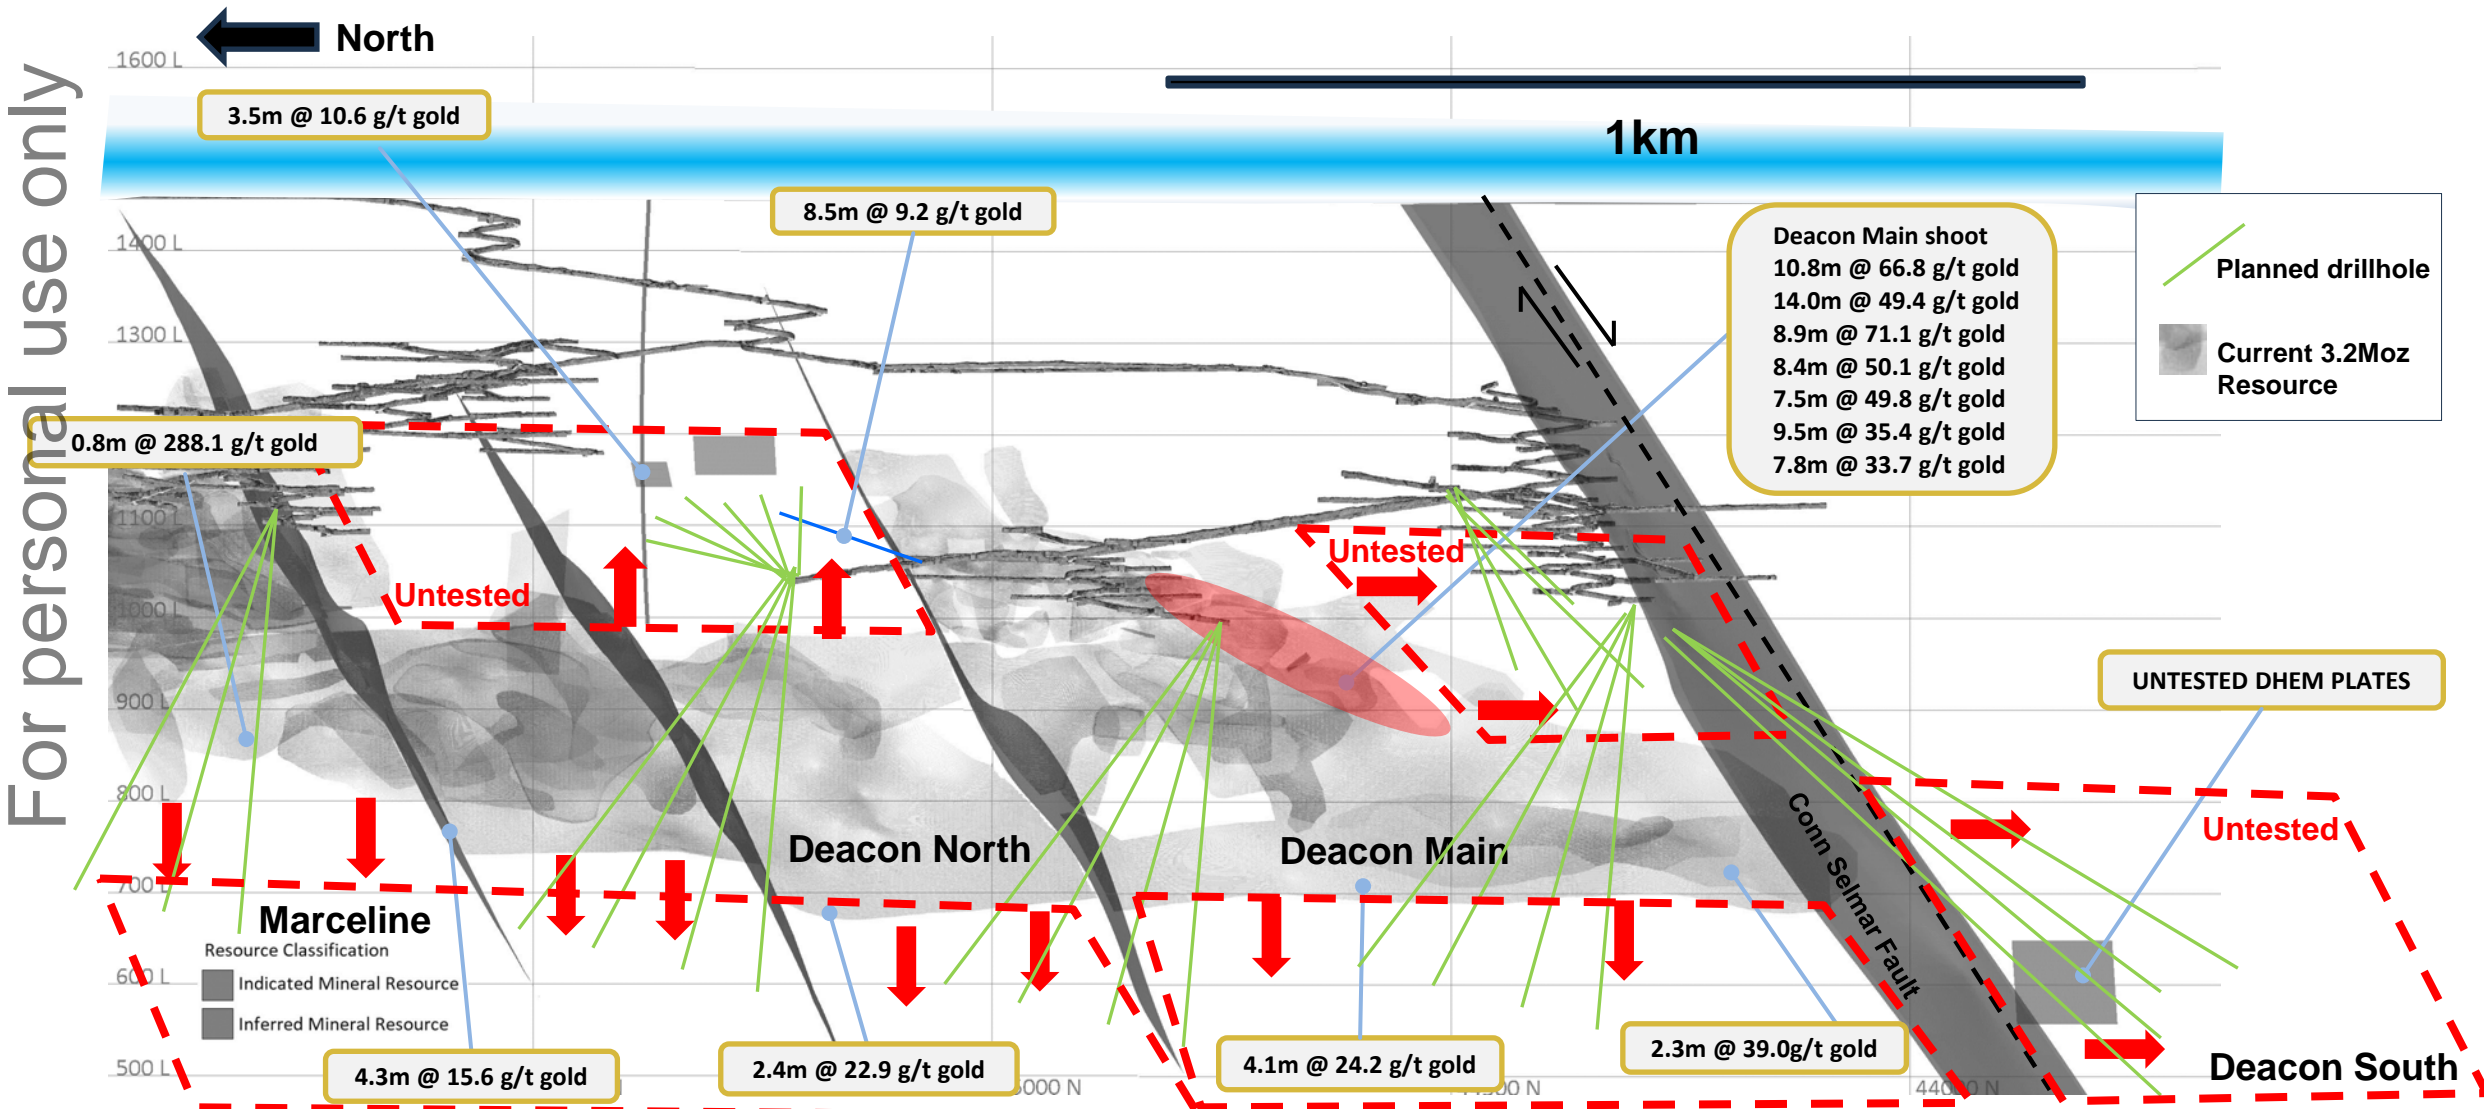 For personal use only
North
1600 L
3.5m @ 10.6 g/t gold
1km
8.5m @ 9.2 g/t gold
1400 L
Deacon Main shoot
10.8m @ 66.8 g/t gold
14.0m @ 49.4 g/t gold
8.9m @ 71.1 g/t gold
8.4m @ 50.1 g/t gold
7.5m @ 49.8 g/t gold
9.5m @ 35.4 g/t gold
7.8m @ 33.7 g/t gold
Planned drillhole
Current 3.2Moz
Resource
1300 L
0.8m @ 288.1 g/t gold
1100 L
Untested
Untested
1000 L
900 L
UNTESTED DHEM PLATES
800 L
Untested
Deacon North
Deacon Main
Conn Selmar Fault
700 L
Marceline
Resource Classification
Indicated Mineral Resource
600 L
Inferred Mineral Resource
500 L
4.3m @ 15.6 g/t gold
2.4m @ 22.9 g/t gold
4.1m @ 24.2 g/t gold
2.3m @ 39.0g/t gold
Deacon South
44000 N